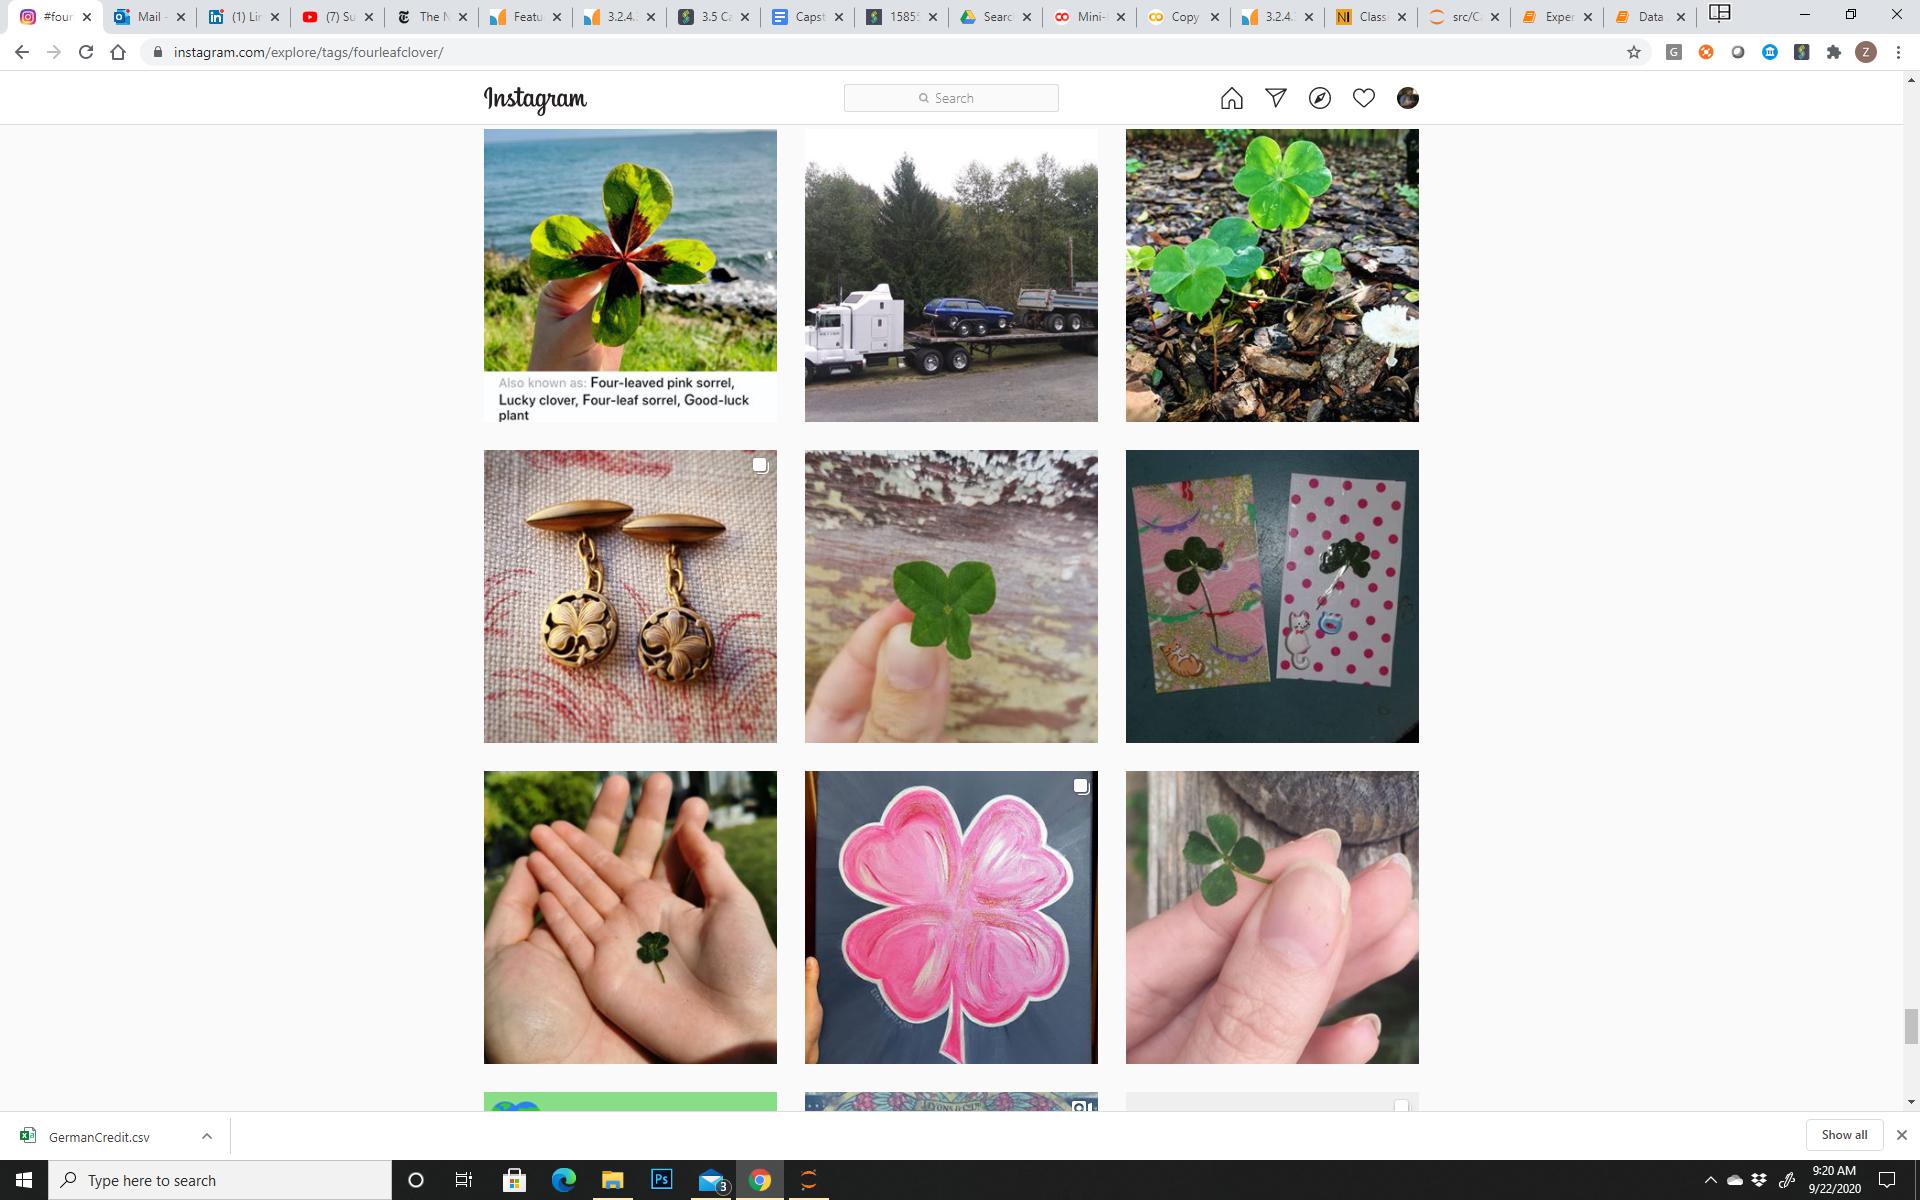 #four
Mail -
(1) Lin
(7) Su
The N
Featu
3.2.4.
3.5 Ca
Capst
1585
Searc
Mini-
Copy
3.2.4.
Classi
src/C
Exper
Data
instagram.com/explore/tags/fourleafclover/
G
Z
Instagram
Search
Also known as: Four-leaved pink sorrel,
Lucky clover, Four-leaf sorrel, Good-luck
plant
GermanCredit.csv
Show all
Type here to search
Ps
3
9:20 AM
9/22/2020